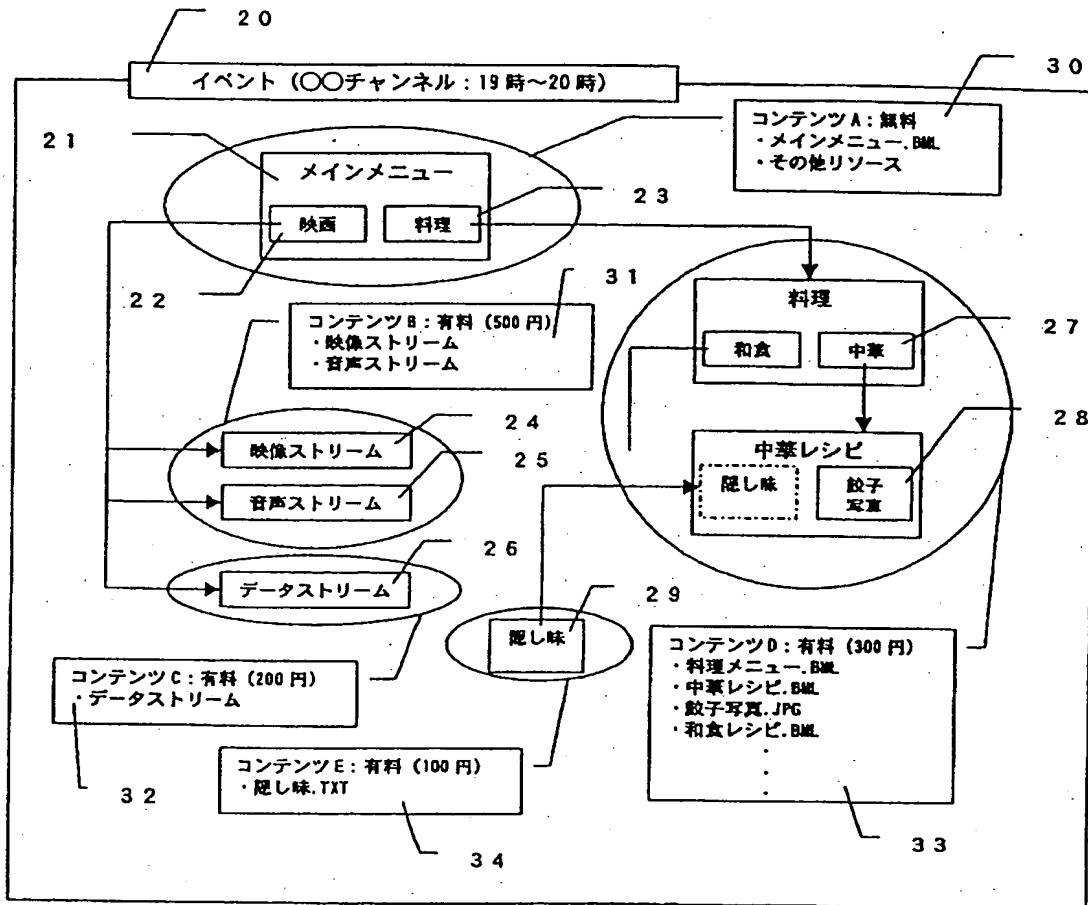 20
イベント（〇〇チャンネル：19時～20時）
30
コンテンツA：無料
・メインメニュー.BML
・その他リソース
21
メインメニュー
映画
料理
23
22
31
コンテンツB：有料（500円）
・映像ストリーム
・音声ストリーム
料理
和食
中華
27
24
映像ストリーム
25
音声ストリーム
中華レシピ
隠し味
餃子
写真
28
26
データストリーム
29
隠し味
コンテンツC：有料（200円）
・データストリーム
32
コンテンツD：有料（300円）
・料理メニュー.BML
・中華レシピ.BML
・餃子写真.JPG
・和食レシピ.BML
・
・
・
コンテンツE：有料（100円）
・隠し味.TXT
34
33